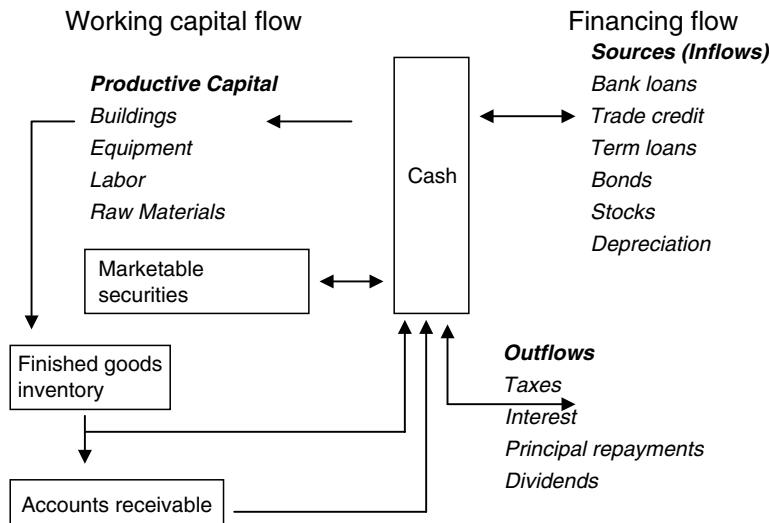 Working capital flow
Financing flow
Productive Capital
Buildings
Equipment
Labor
Raw Materials
Marketable
securities
Finished goods
inventory
Accounts receivable
Cash
Sources (Inflows)
Bank loans
Trade credit
Term loans
Bonds
Stocks
Depreciation
Outflows
Taxes
Interest
Principal repayments
Dividends